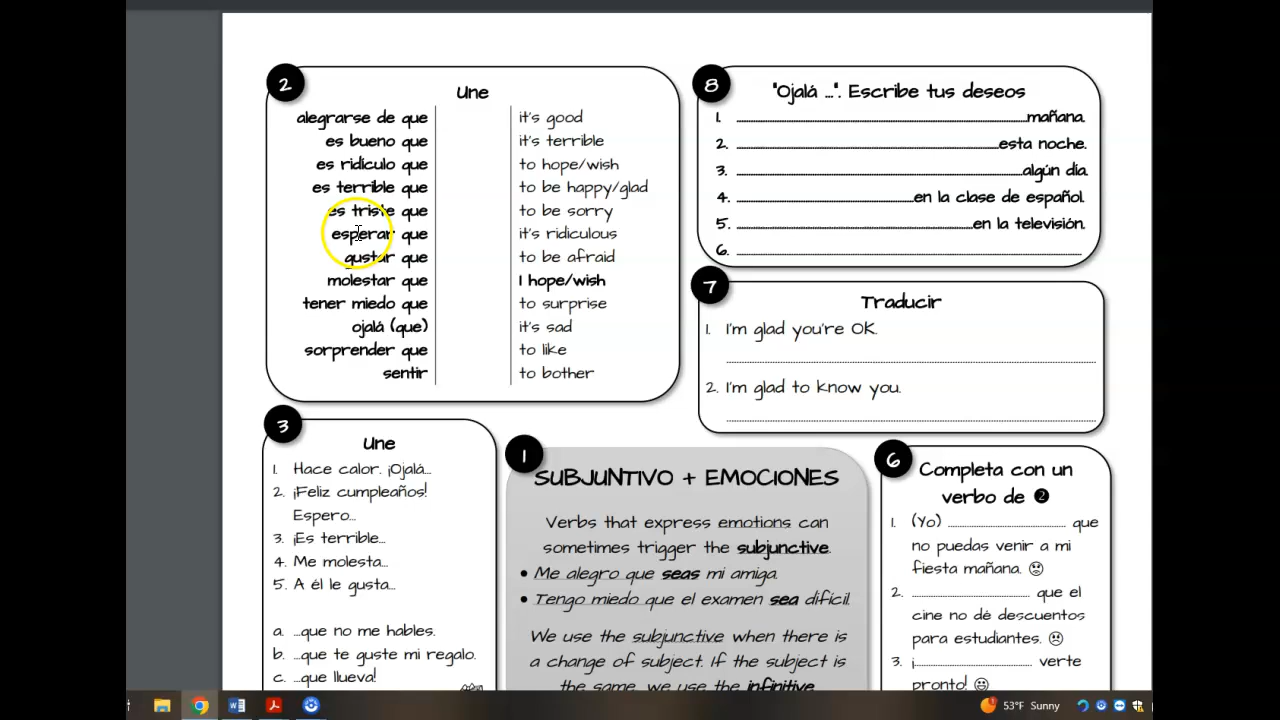 2
Une
alegrarse de que
es bueno que
es ridículo que
es terrible que
es triste que
esperar que
gustar que
molestar que
tener miedo que
ojalá (que)
sorprender que
sentir
it's good
it's terrible
to hope/wish
to be happy/glad
to be sorry
it's ridiculous
to be afraid
I hope/wish
to surprise
it's sad
to like
to bother
8
"Ojalá ...". Escribe tus deseos
1. mañana.
2. esta noche.
3. algún día.
4. en la clase de español.
5. en la televisión.
6.
7
Traducir
1. I'm glad you're OK.
2. I'm glad to know you.
3
Une
1. Hace calor. ¡Ojalá...
2. ¡Feliz cumpleaños!
Espero...
3. ¡Es terrible...
4. Me molesta...
5. A él le gusta...
a. ...que no me hables.
b. ...que te guste mi regalo.
c. ...que llueva!
1
SUBJUNTIVO + EMOCIONES
Verbs that express emotions can
sometimes trigger the subjunctive.
• Me alegro que seas mi amiga.
• Tengo miedo que el examen sea difícil.
We use the subjunctive when there is
a change of subject. If the subject is
the same, we use the infinitive.
6
Completa con un
verbo de ❷
1. (Yo) ........ que
no puedas venir a mi
fiesta mañana. ☹
2. ........ que el
cine no dé descuentos
para estudiantes. ☹
3. ¡........ verte
pronto! ☺
53°F Sunny